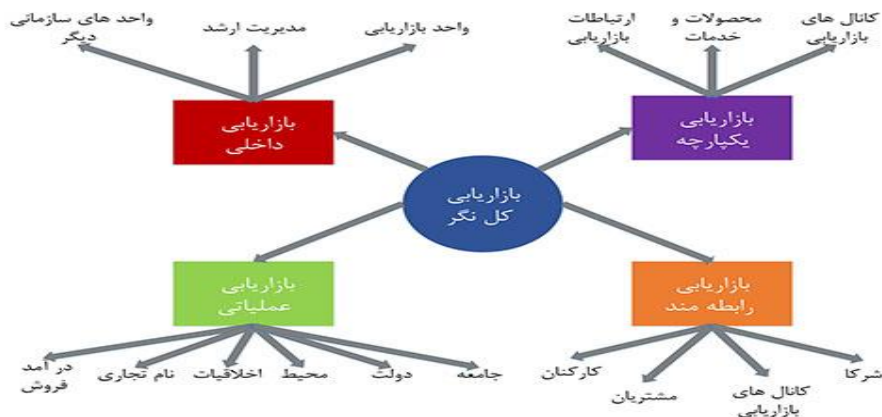 کانال های
بازاریابی
محصولات و
خدمات
ارتباطات
بازاریابی
واحد بازاریابی
مدیریت ارشد
واحد های سازمانی
دیگر
بازاریابی
یکپارچه
بازاریابی
داخلی
بازاریابی
کل نگر
بازاریابی
رابطه مند
بازاریابی
عملیاتی
شرکا
کانال های
بازاریابی
مشتریان
کارکنان
جامعه
دولت
محیط
اخلاقیات
نام تجاری
در آمد
فروش